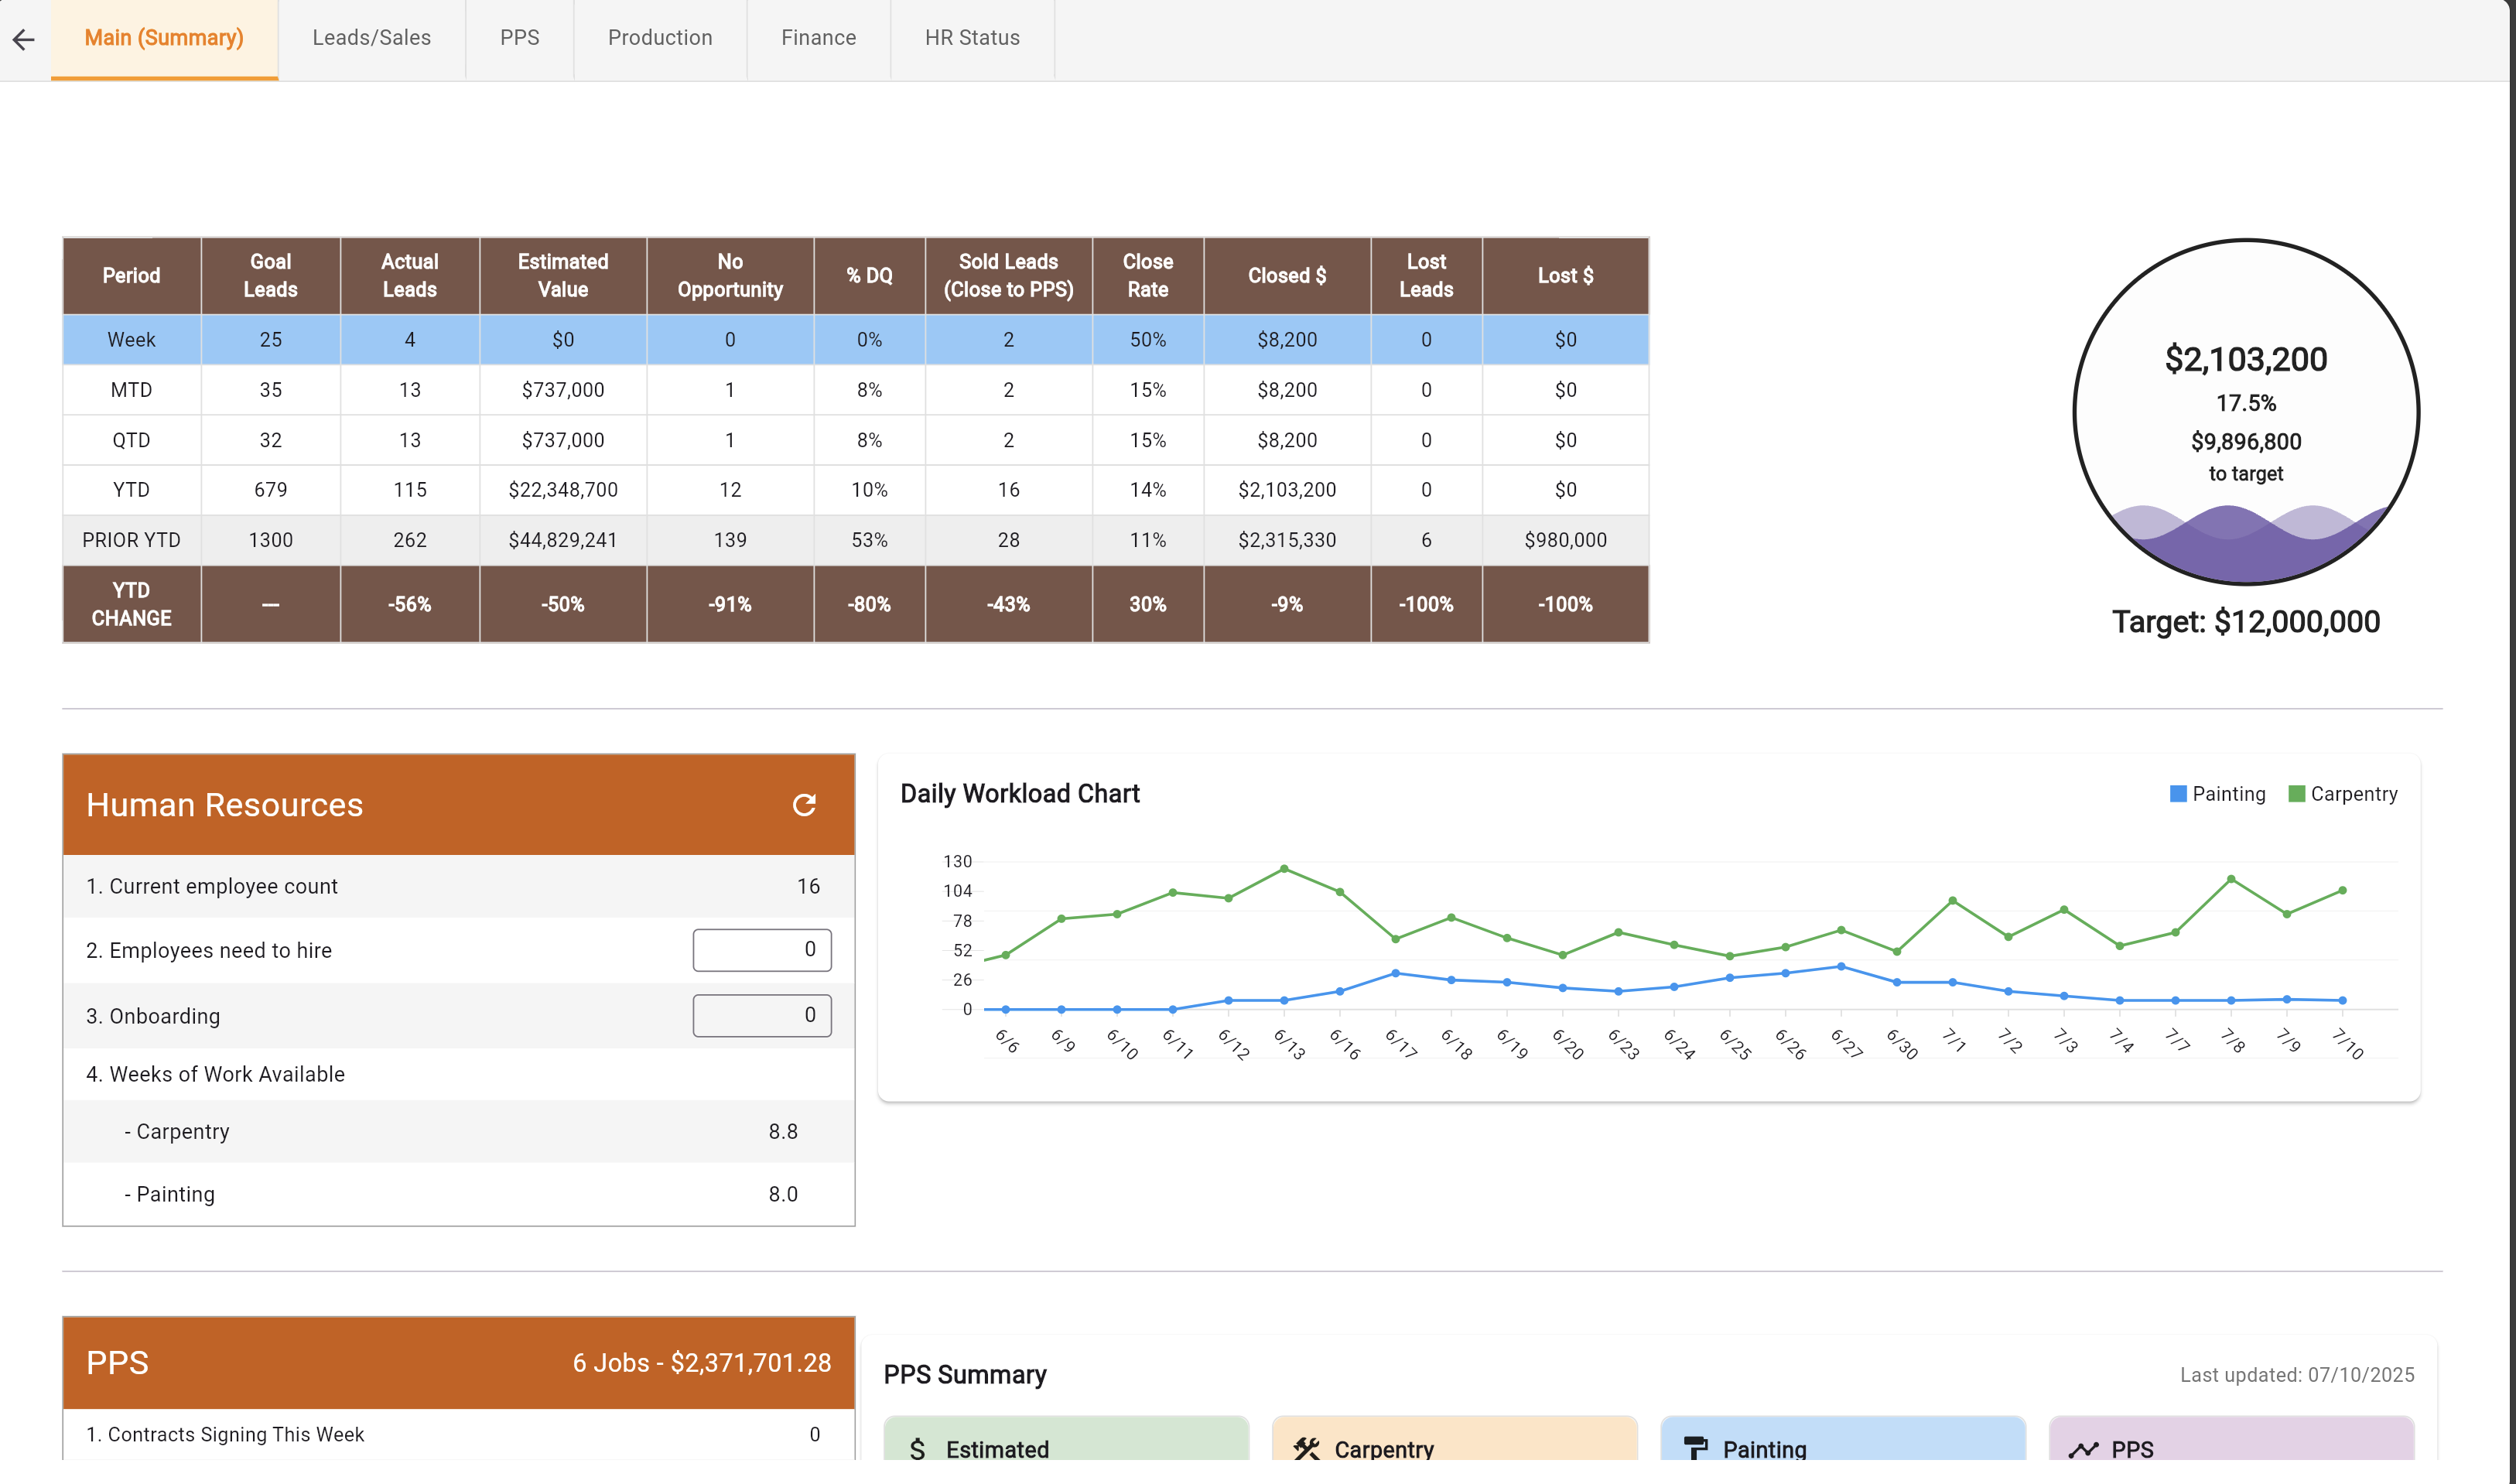 Main (Summary) Leads/Sales PPS Production Finance HR Status
Period Goal Leads Actual Leads Estimated Value No Opportunity % DQ Sold Leads (Close to PPS) Close Rate Closed $ Lost Leads Lost $
Week 25 4 $0 0 0% 2 50% $8,200 0 $0
MTD 35 13 $737,000 1 8% 2 15% $8,200 0 $0
QTD 32 13 $737,000 1 8% 2 15% $8,200 0 $0
YTD 679 115 $22,348,700 12 10% 16 14% $2,103,200 0 $0
PRIOR YTD 1300 262 $44,829,241 139 53% 28 11% $2,315,330 6 $980,000
YTD CHANGE — -56% -50% -91% -80% -43% 30% -9% -100% -100%
$2,103,200
17.5%
$9,896,800
to target
Target: $12,000,000
Human Resources
1. Current employee count 16
2. Employees need to hire 0
3. Onboarding 0
4. Weeks of Work Available
- Carpentry 8.8
- Painting 8.0
Daily Workload Chart
Painting Carpentry
130
104
78
52
26
0
6/6 6/9 6/10 6/11 6/12 6/13 6/16 6/17 6/18 6/19 6/20 6/23 6/24 6/25 6/26 6/27 6/30 7/1 7/2 7/3 7/4 7/7 7/8 7/9 7/10
PPS 6 Jobs - $2,371,701.28
1. Contracts Signing This Week 0
PPS Summary Last updated: 07/10/2025
$ Estimated Carpentry Painting PPS